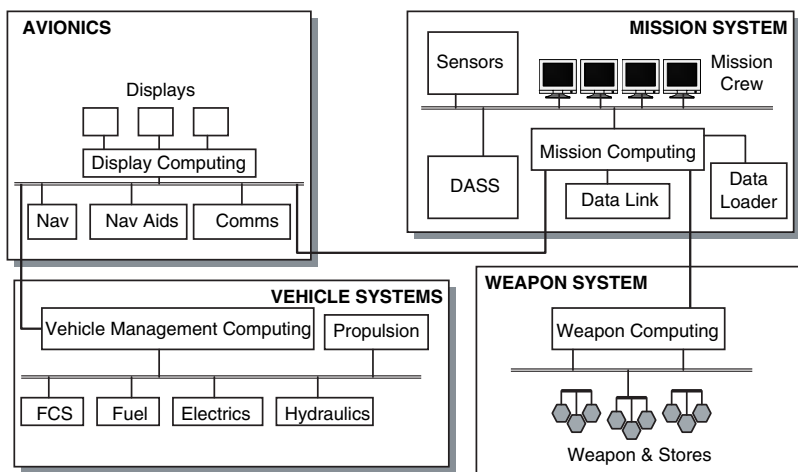 AVIONICS
Displays
Display Computing
Nav
Nav Aids
Comms
MISSION SYSTEM
Sensors
Mission
Crew
Mission Computing
DASS
Data Link
Data
Loader
VEHICLE SYSTEMS
Vehicle Management Computing
Propulsion
FCS
Fuel
Electrics
Hydraulics
WEAPON SYSTEM
Weapon Computing
Weapon & Stores